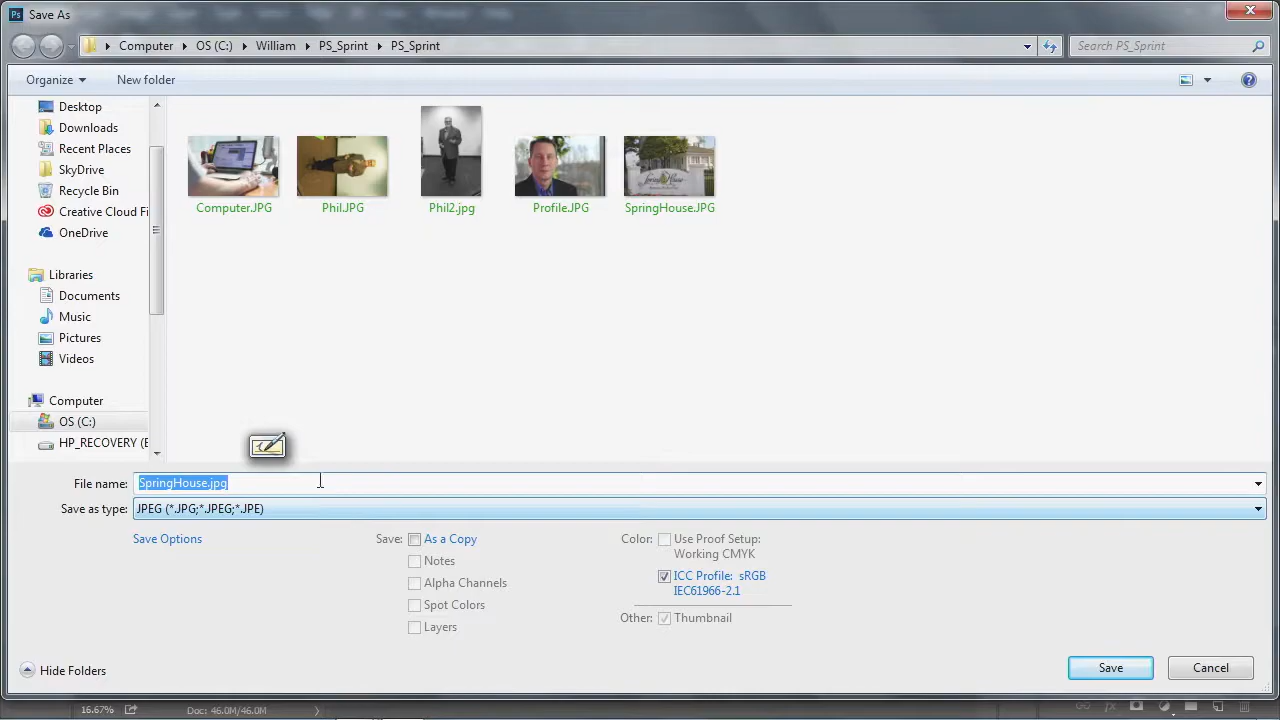 Ps Save As
Computer OS (C:) William PS_Sprint PS_Sprint
Search PS_Sprint
Organize New folder
Desktop
Downloads
Recent Places
SkyDrive
Recycle Bin
Creative Cloud Fi
OneDrive
Libraries
Documents
Music
Pictures
Videos
Computer
OS (C:)
HP_RECOVERY (E
Computer.JPG Phil.JPG Phil2.jpg Profile.JPG SpringHouse.JPG
File name: SpringHouse.jpg
Save as type: JPEG (*.JPG;*.JPEG;*.JPE)
Save Options
Save: As a Copy
Notes
Alpha Channels
Spot Colors
Layers
Color: Use Proof Setup:
Working CMYK
ICC Profile: sRGB
IEC61966-2.1
Other: Thumbnail
Hide Folders
Save Cancel
16.67% Doc: 46.0M/46.0M